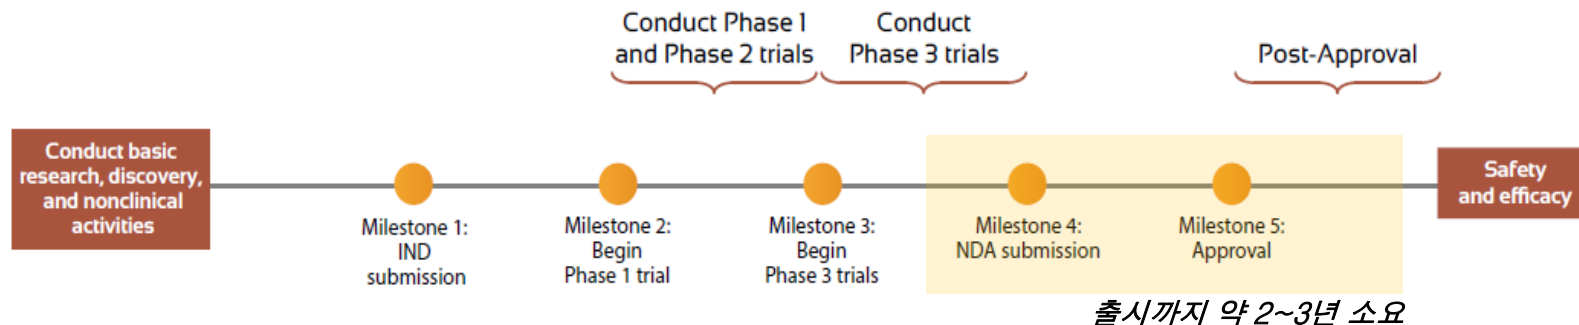 Conduct Phase 1
and Phase 2 trials
Conduct
Phase 3 trials
Post-Approval
Conduct basic
research, discovery,
and nonclinical
activities
Milestone 1:
IND
submission
Milestone 2:
Begin
Phase 1 trial
Milestone 3:
Begin
Phase 3 trials
Milestone 4:
NDA submission
Milestone 5:
Approval
Safety
and efficacy
출시까지 약 2~3년 소요